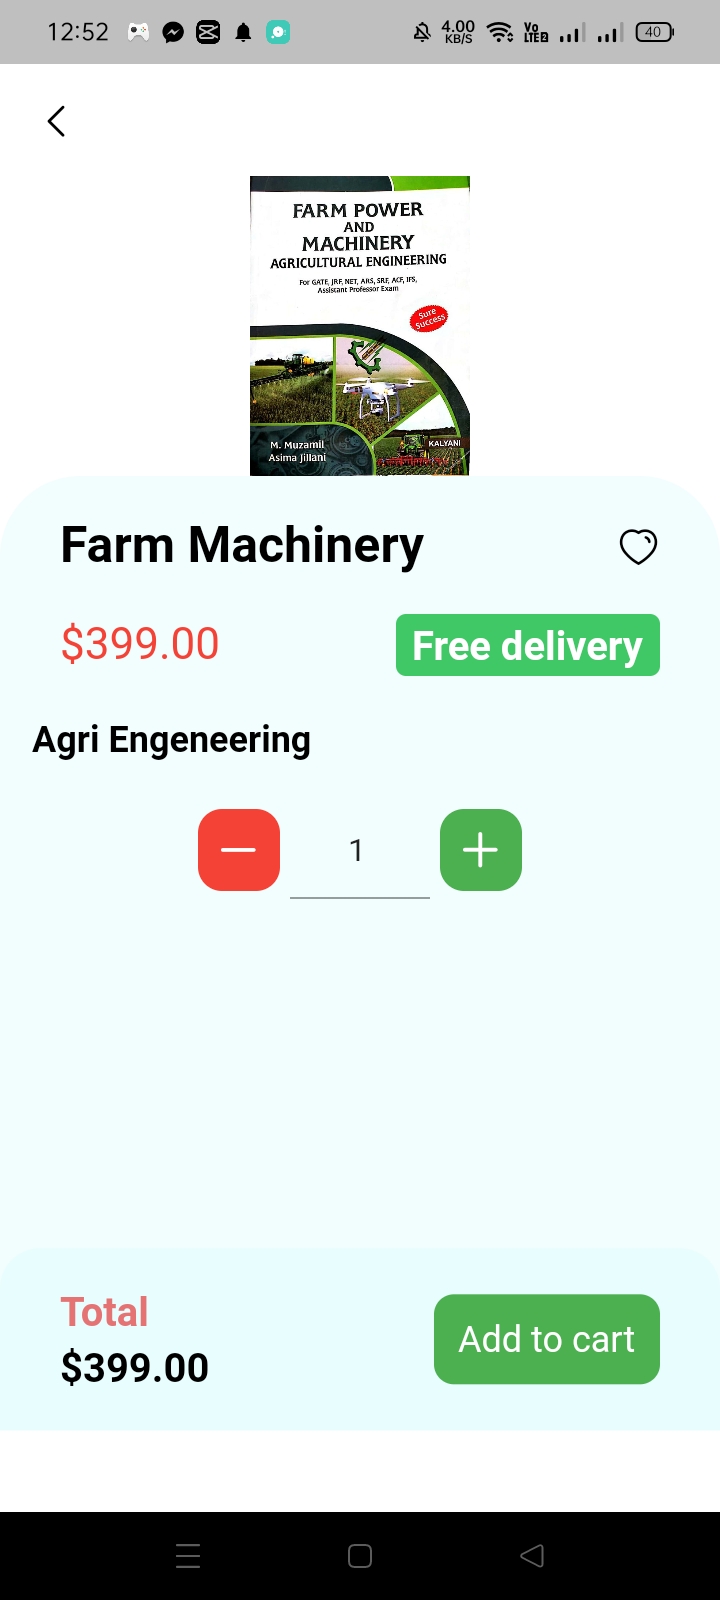 12:52
4.00
KB/S
Vo
LTE2
40
FARM POWER
AND
MACHINERY
AGRICULTURAL ENGINEERING
For GATE, JRF, NET, ARS, SRF, ACF, IFS,
Assistant Professor Exam
Sure
Success
M. Muzamil
Asima Jillani
KALYANI
Farm Machinery
$399.00
Free delivery
Agri Engeneering
1
Total
$399.00
Add to cart